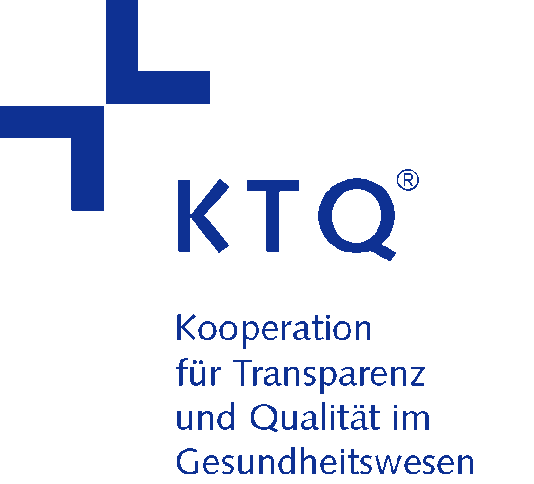 KTQ®
Kooperation
für Transparenz
und Qualität im
Gesundheitswesen